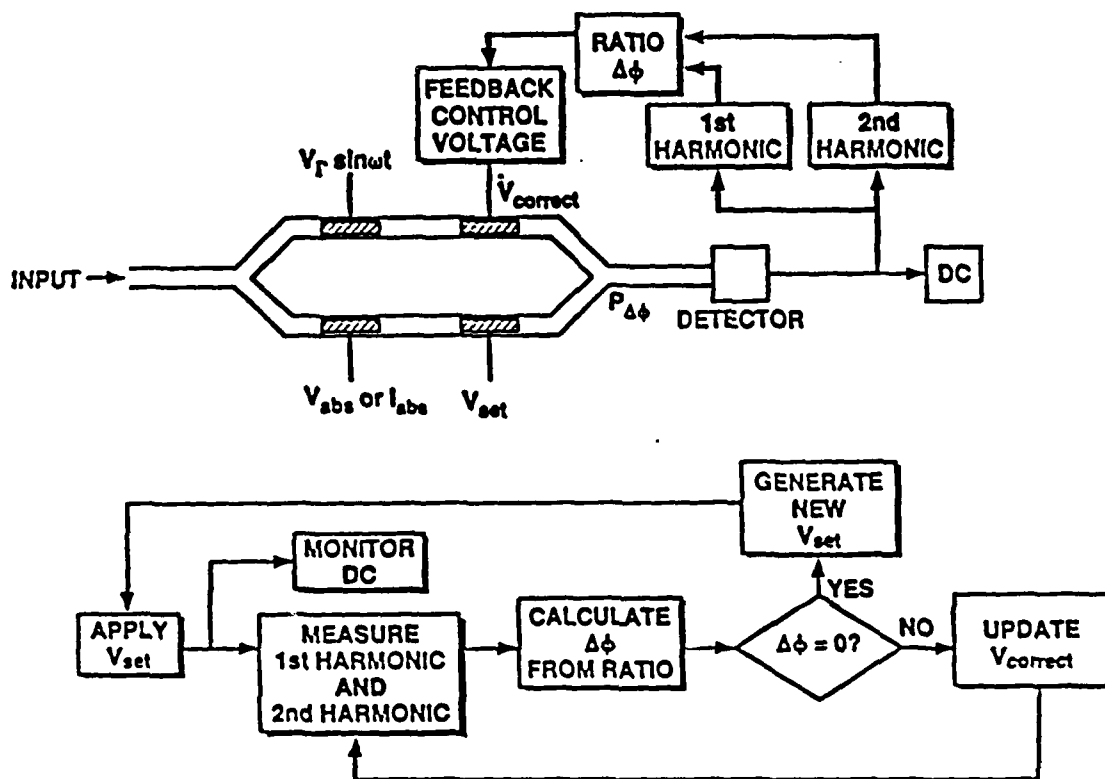 RATIO
Δϕ
FEEDBACK
CONTROL
VOLTAGE
1st
HARMONIC
2nd
HARMONIC
V_Γ sinωt
V_correct
INPUT
P_Δϕ
DETECTOR
DC
V_abs or I_abs
V_set
GENERATE
NEW
V_set
MONITOR
DC
YES
APPLY
V_set
MEASURE
1st HARMONIC
AND
2nd HARMONIC
CALCULATE
Δϕ
FROM RATIO
Δϕ = 0?
NO
UPDATE
V_correct